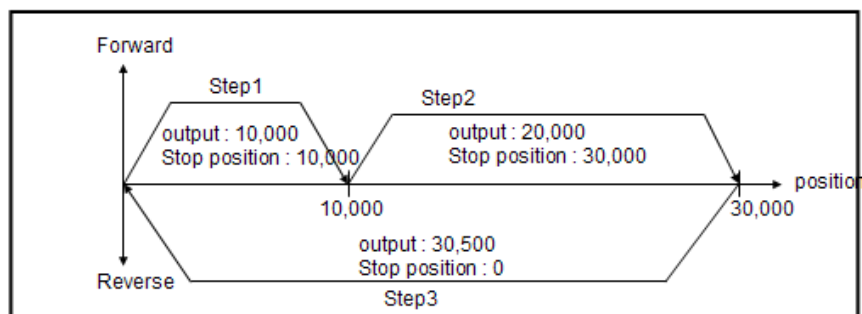 Forward
Step1
Step2
output : 10,000
Stop position : 10,000
output : 20,000
Stop position : 30,000
position
10,000
30,000
output : 30,500
Stop position : 0
Reverse
Step3